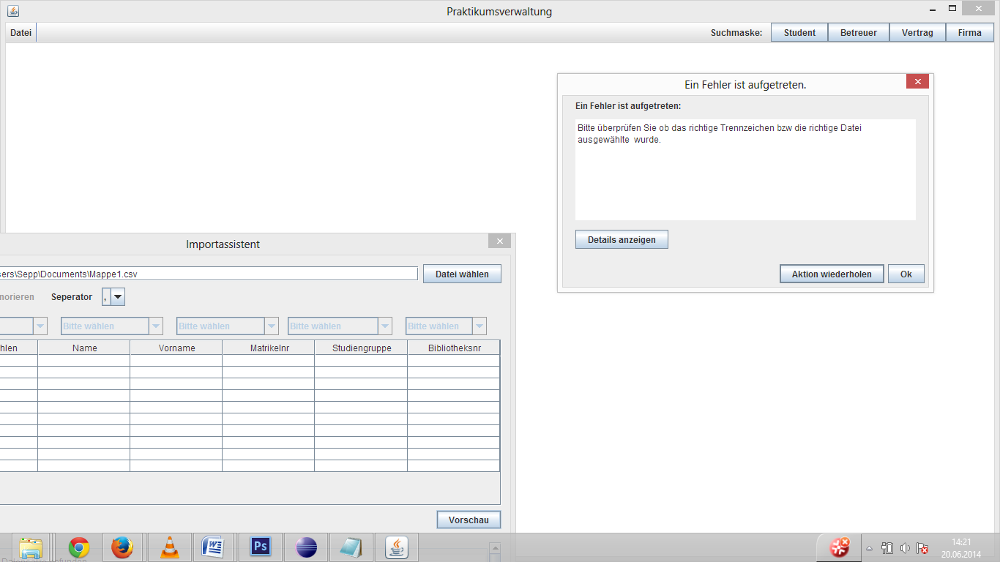 Praktikumsverwaltung
Datei
Suchmaske:
Student
Betreuer
Vertrag
Firma
Ein Fehler ist aufgetreten.
Ein Fehler ist aufgetreten:
Bitte überprüfen Sie ob das richtige Trennzeichen bzw die richtige Datei
ausgewählte wurde.
Details anzeigen
Aktion wiederholen
Ok
Importassistent
sers\Sepp\Documents\Mappe1.csv
Datei wählen
norieren
Seperator
,
Bitte wählen
Bitte wählen
Bitte wählen
Bitte wählen
hlen
Name
Vorname
Matrikelnr
Studiengruppe
Bibliotheksnr
Vorschau
W
Ps
14:21
20.06.2014